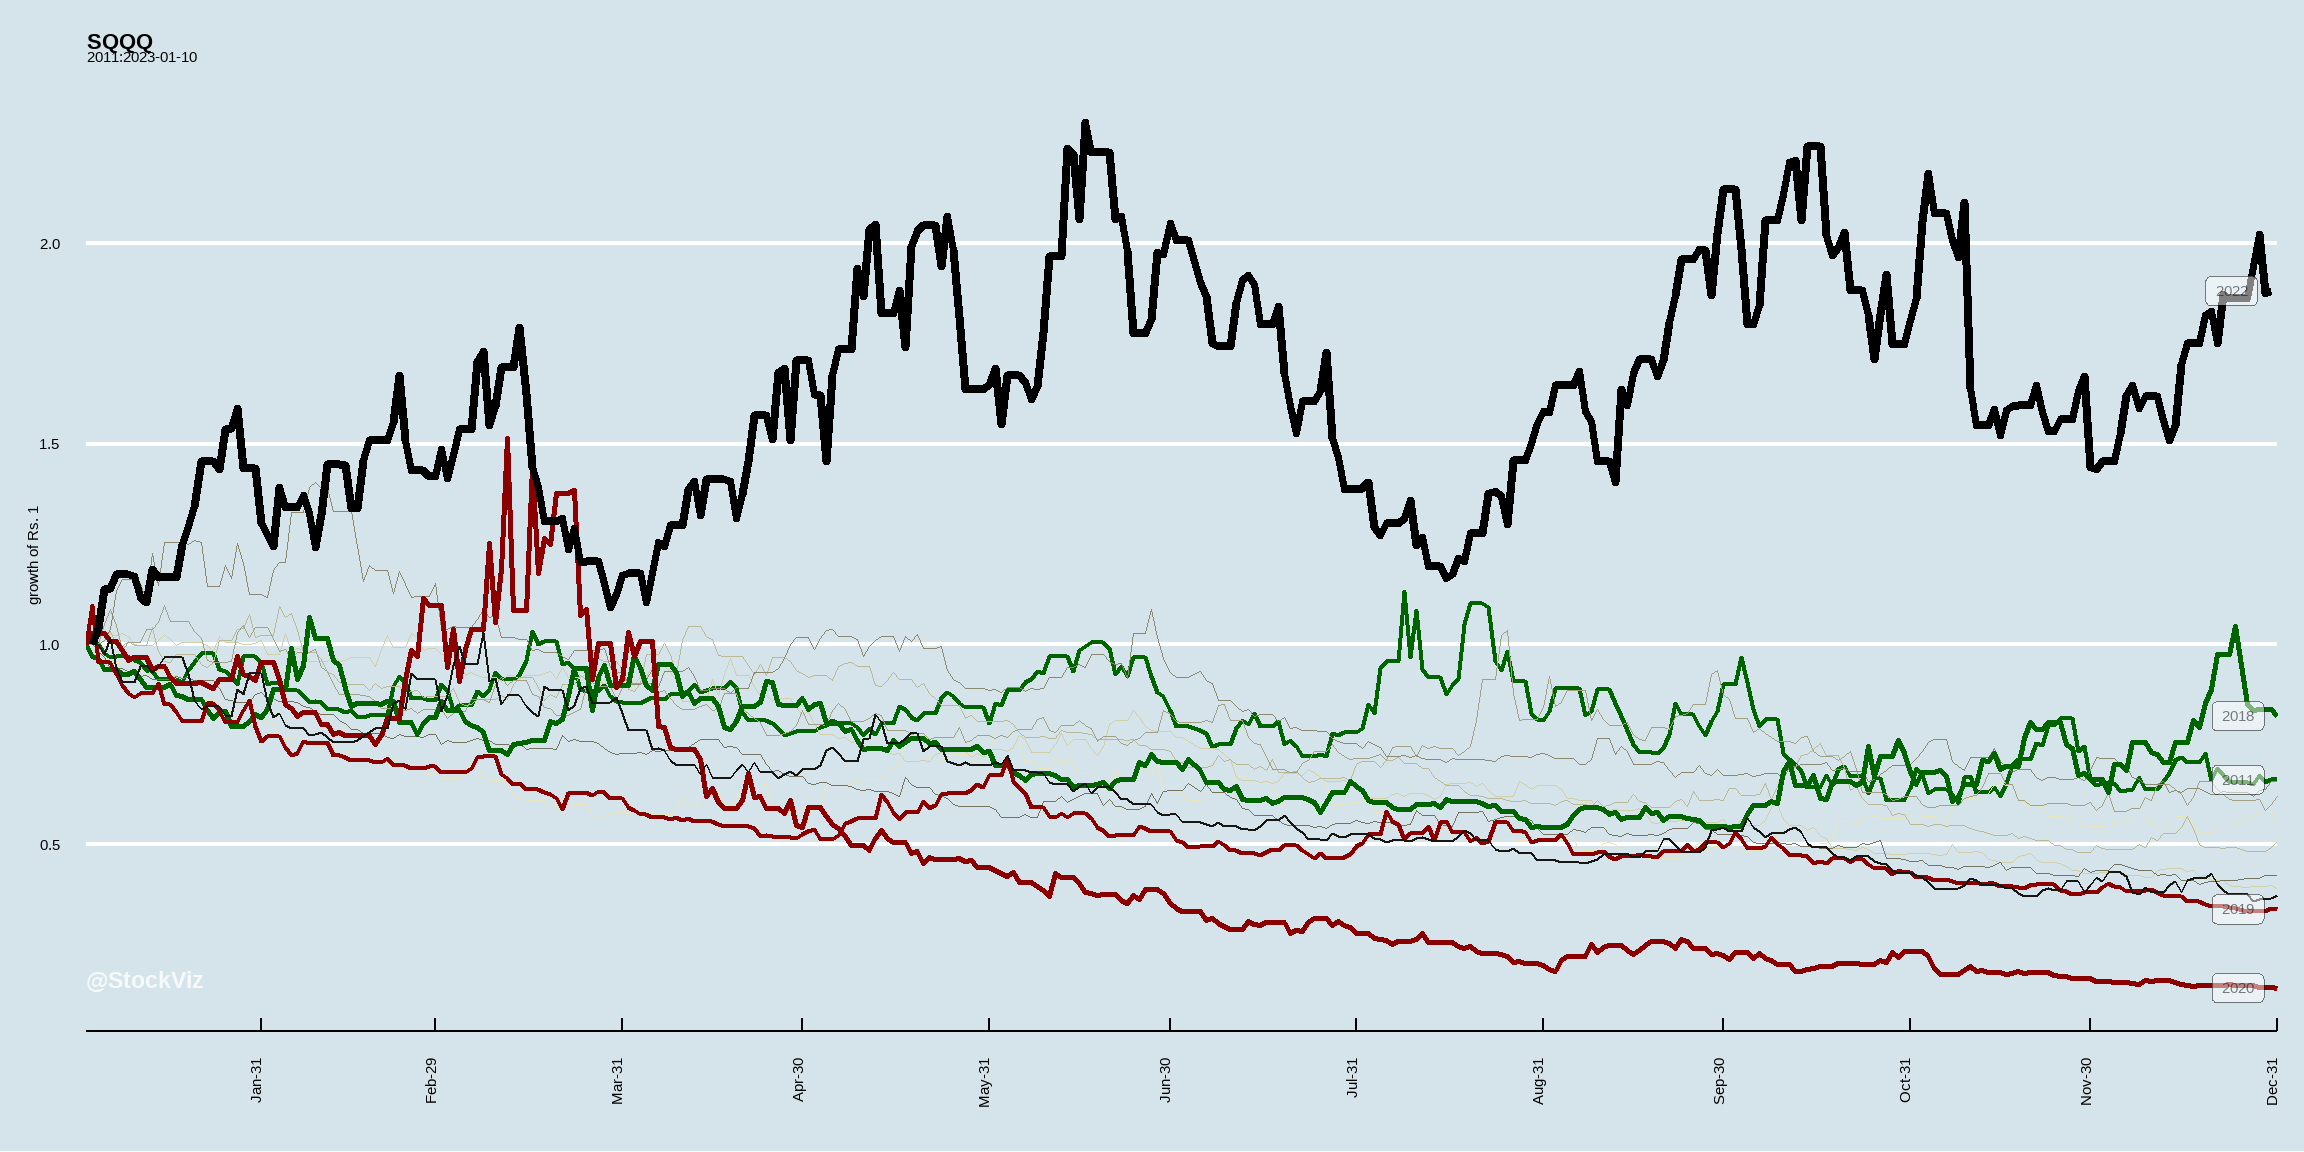 SQQQ
2011:2023-01-10
2.0
1.5
1.0
0.5
growth of Rs. 1
2022
2018
2011
2019
2020
@StockViz
Jan-31
Feb-29
Mar-31
Apr-30
May-31
Jun-30
Jul-31
Aug-31
Sep-30
Oct-31
Nov-30
Dec-31